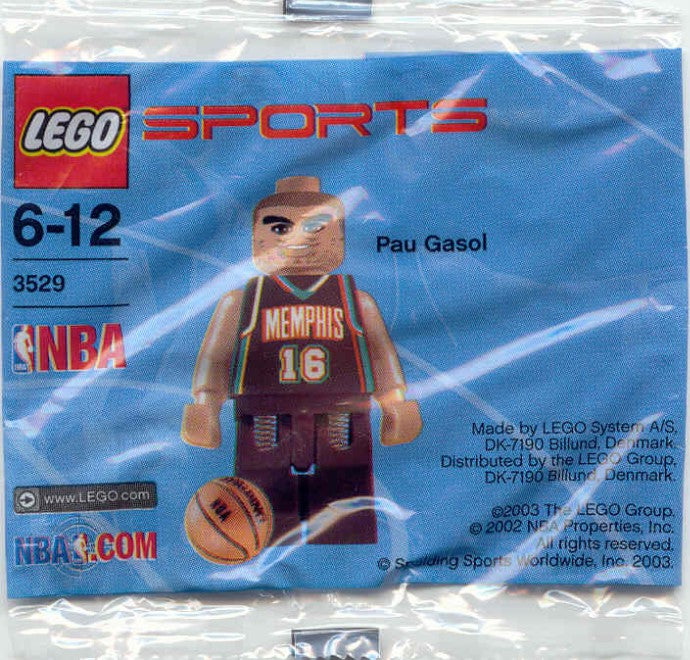 LEGO SPORTS
6-12
Pau Gasol
3529
NBA
MEMPHIS
16
Made by LEGO System A/S,
DK-7190 Billund, Denmark.
Distributed by the LEGO Group,
DK-7190 Billund, Denmark.
www.LEGO.com
©2003 The LEGO Group.
© 2002 NBA Properties, Inc.
All rights reserved.
© Spalding Sports Worldwide, Inc. 2003.
NBA
NBA.COM